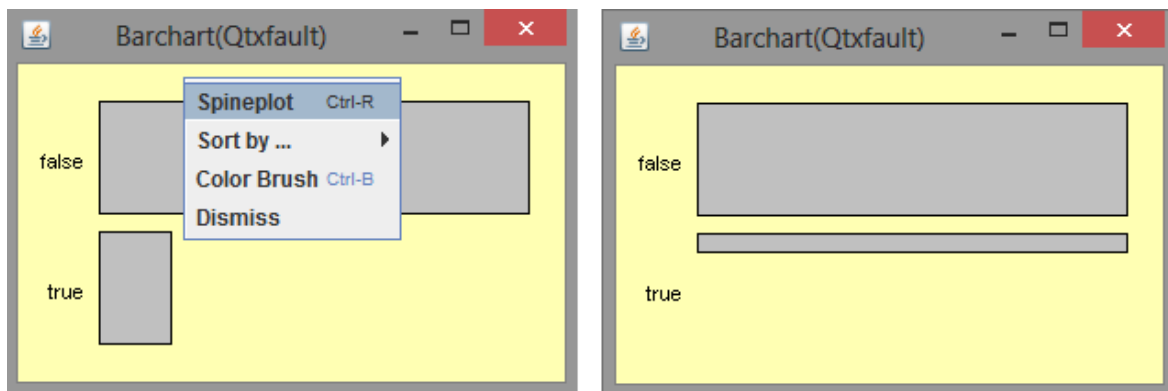 Barchart(Qtxfault)
false
true
Spineplot Ctrl-R
Sort by ...
Color Brush Ctrl-B
Dismiss
Barchart(Qtxfault)
false
true